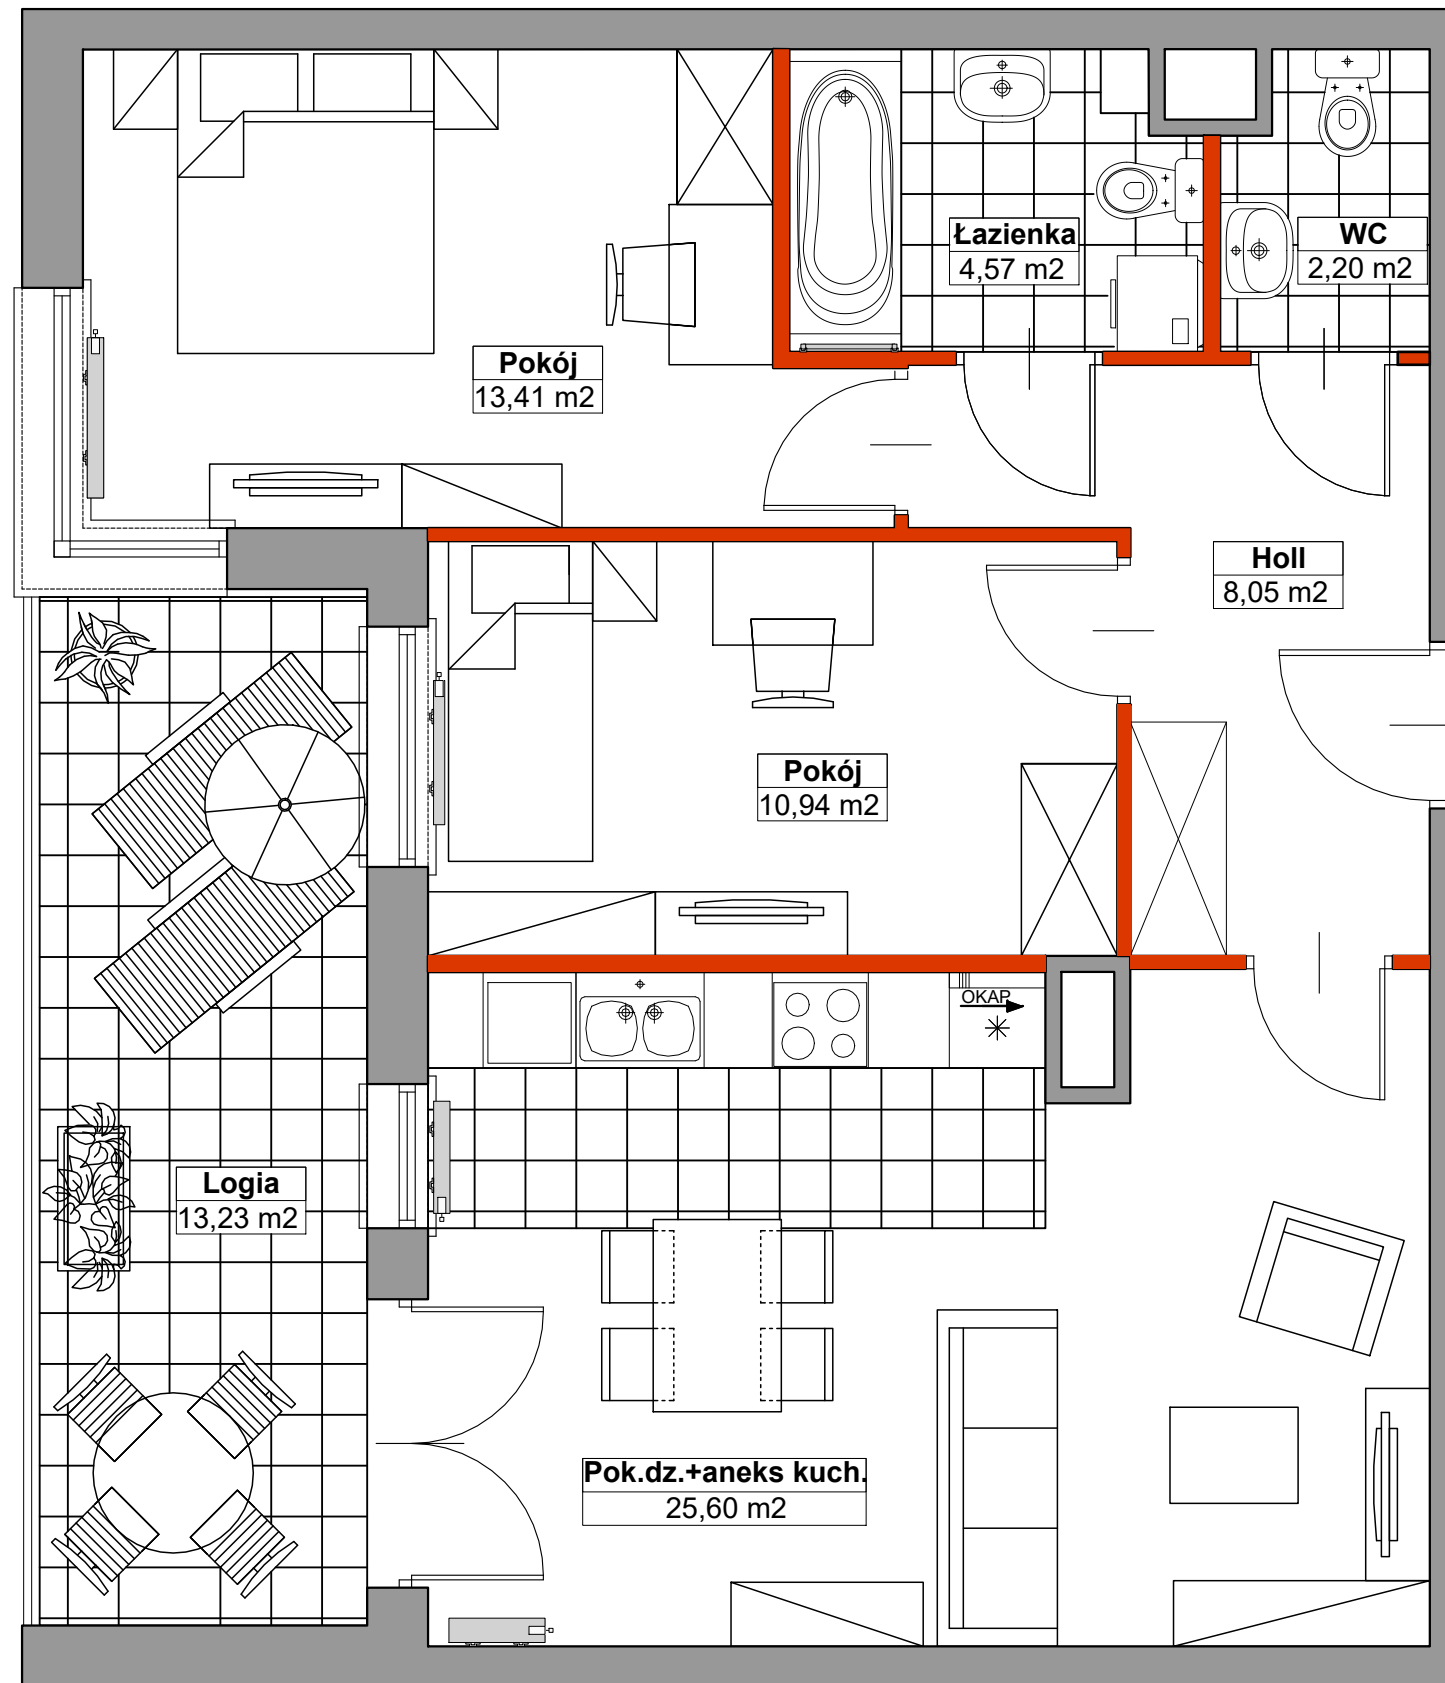 Łazienka
4,57 m2
WC
2,20 m2
Pokój
13,41 m2
Holl
8,05 m2
Pokój
10,94 m2
OKAP
Logia
13,23 m2
Pok.dz.+aneks kuch.
25,60 m2